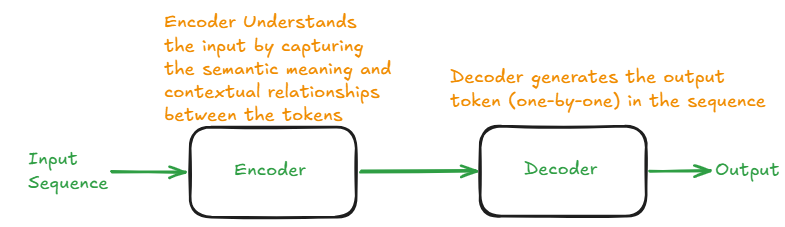 Encoder Understands
the input by capturing
the semantic meaning and
contextual relationships
between the tokens
Decoder generates the output
token (one-by-one) in the sequence
Input
Sequence
Encoder
Decoder
Output